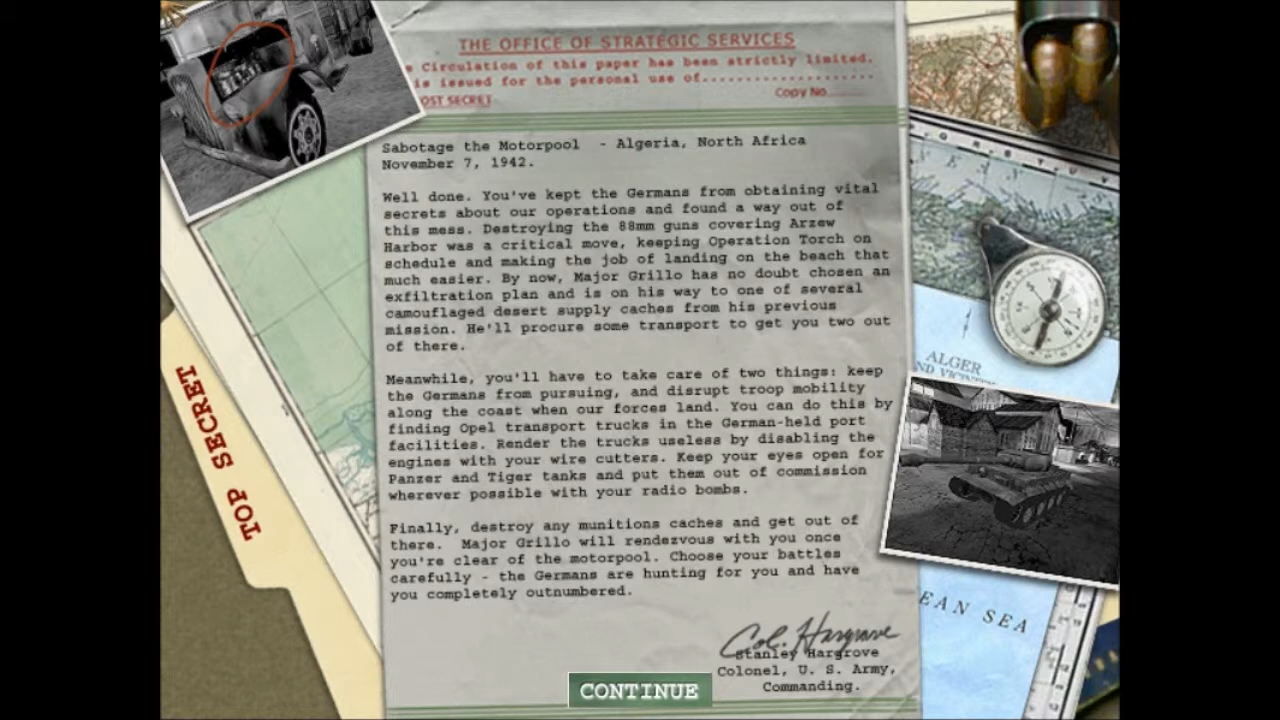 THE OFFICE OF STRATEGIC SERVICES
e Circulation of this paper has been strictly limited.
is issued for the personal use of...................
OST SECRET
Copy No........
Sabotage the Motorpool - Algeria, North Africa
November 7, 1942.
Well done. You've kept the Germans from obtaining vital
secrets about our operations and found a way out of
this mess. Destroying the 88mm guns covering Arzew
Harbor was a critical move, keeping Operation Torch on
schedule and making the job of landing on the beach that
much easier. By now, Major Grillo has no doubt chosen an
exfiltration plan and is on his way to one of several
camouflaged desert supply caches from his previous
mission. He'll procure some transport to get you two out
of there.
Meanwhile, you'll have to take care of two things: keep
the Germans from pursuing, and disrupt troop mobility
along the coast when our forces land. You can do this by
finding Opel transport trucks in the German-held port
facilities. Render the trucks useless by disabling the
engines with your wire cutters. Keep your eyes open for
Panzer and Tiger tanks and put them out of commission
wherever possible with your radio bombs.
Finally, destroy any munitions caches and get out of
there. Major Grillo will rendezvous with you once
you're clear of the motorpool. Choose your battles
carefully - the Germans are hunting for you and have
you completely outnumbered.
Col. Hargrove
Stanley Hargrove
Colonel, U. S. Army,
Commanding.
CONTINUE
TOP SECRET
ALGER
ND VICINI
EAN SEA